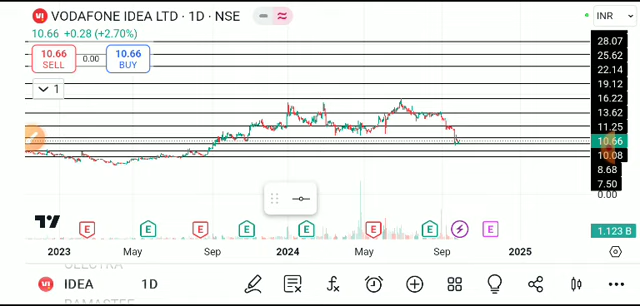 VODAFONE IDEA LTD · 1D · NSE
INR
10.66 +0.28 (+2.70%)
10.66 SELL
0.00
10.66 BUY
1
28.07
25.62
22.14
19.12
16.22
13.62
11.25
10.66
10.08
8.68
7.50
0.00
1.123 B
E E E E E E E E
2023 May Sep 2024 May Sep 2025
IDEA 1D